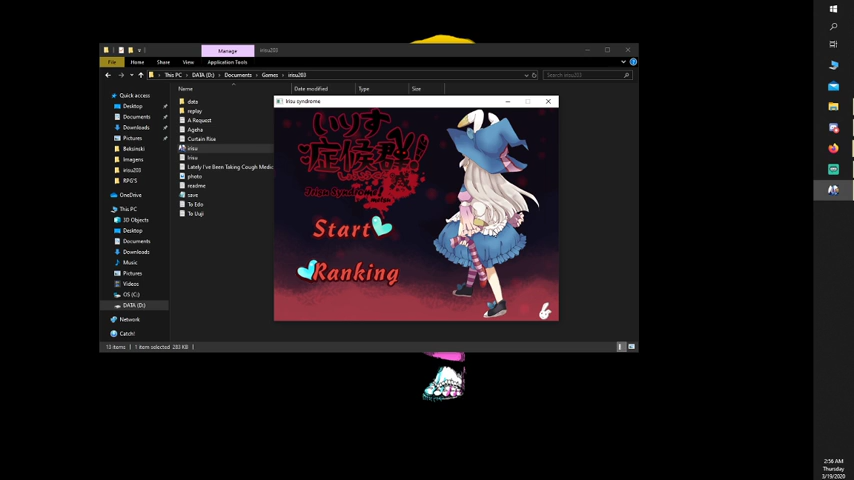 Manage
irisu203
File
Home
Share
View
Application Tools
This PC
DATA (D:)
Documents
Games
irisu203
Search irisu203
Name
Date modified
Type
Size
Quick access
Desktop
Documents
Downloads
Pictures
Beksinski
Imagens
irisu203
RPG'S
OneDrive
This PC
3D Objects
Desktop
Documents
Downloads
Music
Pictures
Videos
OS (C:)
DATA (D:)
Network
Catch!
data
replay
A Request
Ageha
Curtain Rise
irisu
Irisu
Lately I've Been Taking Cough Medic
photo
readme
save
To Edo
To Uuji
Irisu syndrome
いりす
症候群!
Irisu Syndrome!
Start
Ranking
13 items
1 item selected 283 KB
2:56 AM
Thursday
3/19/2020